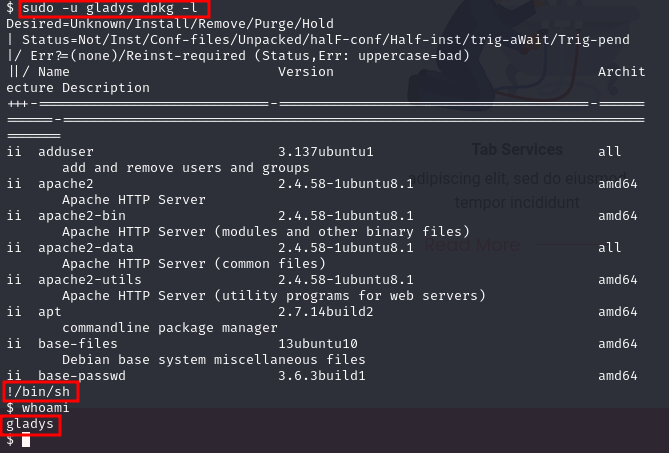 $ sudo -u gladys dpkg -l
Desired=Unknown/Install/Remove/Purge/Hold
| Status=Not/Inst/Conf-files/Unpacked/halF-conf/Half-inst/trig-aWait/Trig-pend
|/ Err?=(none)/Reinst-required (Status,Err: uppercase=bad)
||/ Name Version Archit
ecture Description
+++-==============================-========================================-======
======-==========================================================================
=======
ii adduser 3.137ubuntu1 all
add and remove users and groups
Tab Services
ii apache2 2.4.58-1ubuntu8.1 amd64
Apache HTTP Server
adipiscing elit, sed do eiusmod
tempor incididunt
ii apache2-bin 2.4.58-1ubuntu8.1 amd64
Apache HTTP Server (modules and other binary files)
Read More
ii apache2-data 2.4.58-1ubuntu8.1 all
Apache HTTP Server (common files)
ii apache2-utils 2.4.58-1ubuntu8.1 amd64
Apache HTTP Server (utility programs for web servers)
ii apt 2.7.14build2 amd64
commandline package manager
ii base-files 13ubuntu10 amd64
Debian base system miscellaneous files
ii base-passwd 3.6.3build1 amd64
!/bin/sh
$ whoami
gladys
$